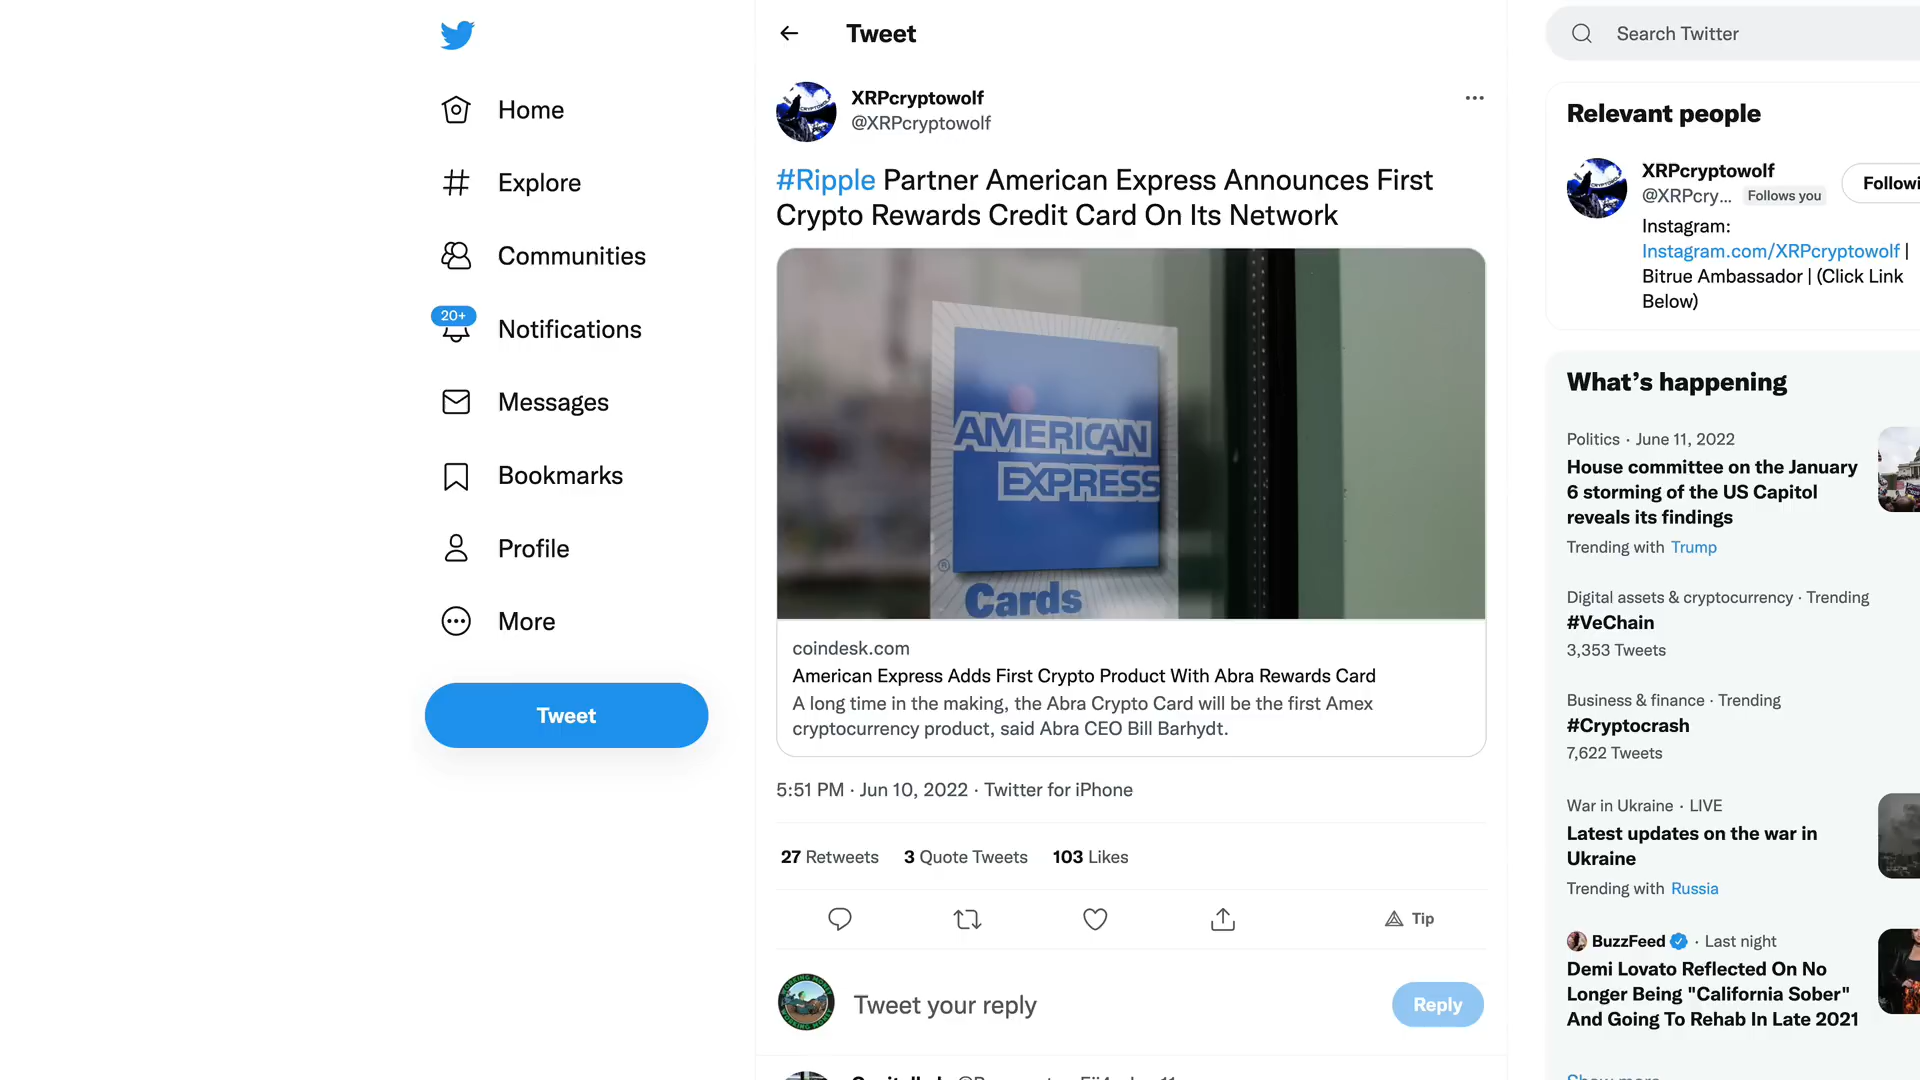 Home
Explore
Communities
20+
Notifications
Messages
Bookmarks
Profile
More
Tweet
Tweet
XRPcryptowolf
@XRPcryptowolf
#Ripple Partner American Express Announces First
Crypto Rewards Credit Card On Its Network
AMERICAN
EXPRESS
®
Cards
coindesk.com
American Express Adds First Crypto Product With Abra Rewards Card
A long time in the making, the Abra Crypto Card will be the first Amex
cryptocurrency product, said Abra CEO Bill Barhydt.
5:51 PM · Jun 10, 2022 · Twitter for iPhone
27 Retweets 3 Quote Tweets 103 Likes
Tip
Tweet your reply
Reply
Search Twitter
Relevant people
XRPcryptowolf
@XRPcry... Follows you
Followi
Instagram:
Instagram.com/XRPcryptowolf |
Bitrue Ambassador | (Click Link
Below)
What's happening
Politics · June 11, 2022
House committee on the January
6 storming of the US Capitol
reveals its findings
Trending with Trump
Digital assets & cryptocurrency · Trending
#VeChain
3,353 Tweets
Business & finance · Trending
#Cryptocrash
7,622 Tweets
War in Ukraine · LIVE
Latest updates on the war in
Ukraine
Trending with Russia
BuzzFeed · Last night
Demi Lovato Reflected On No
Longer Being "California Sober"
And Going To Rehab In Late 2021
Show more